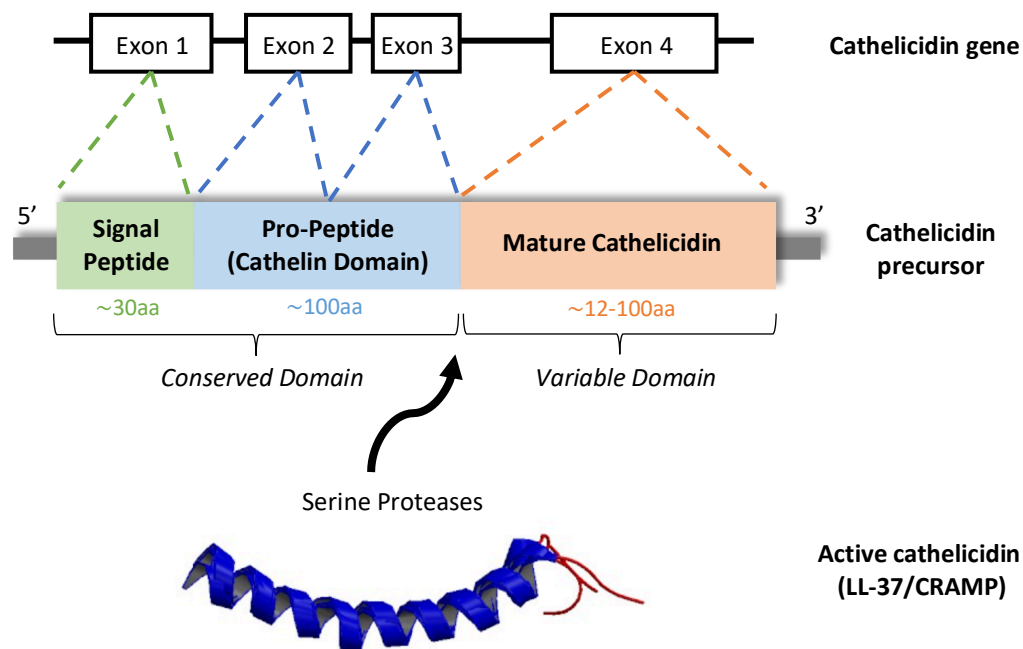 Exon 1
Exon 2
Exon 3
Exon 4
Cathelicidin gene
5’
Signal
Peptide
Pro-Peptide
(Cathelin Domain)
Mature Cathelicidin
3’
Cathelicidin
precursor
~30aa
~100aa
~12-100aa
Conserved Domain
Variable Domain
Serine Proteases
Active cathelicidin
(LL-37/CRAMP)